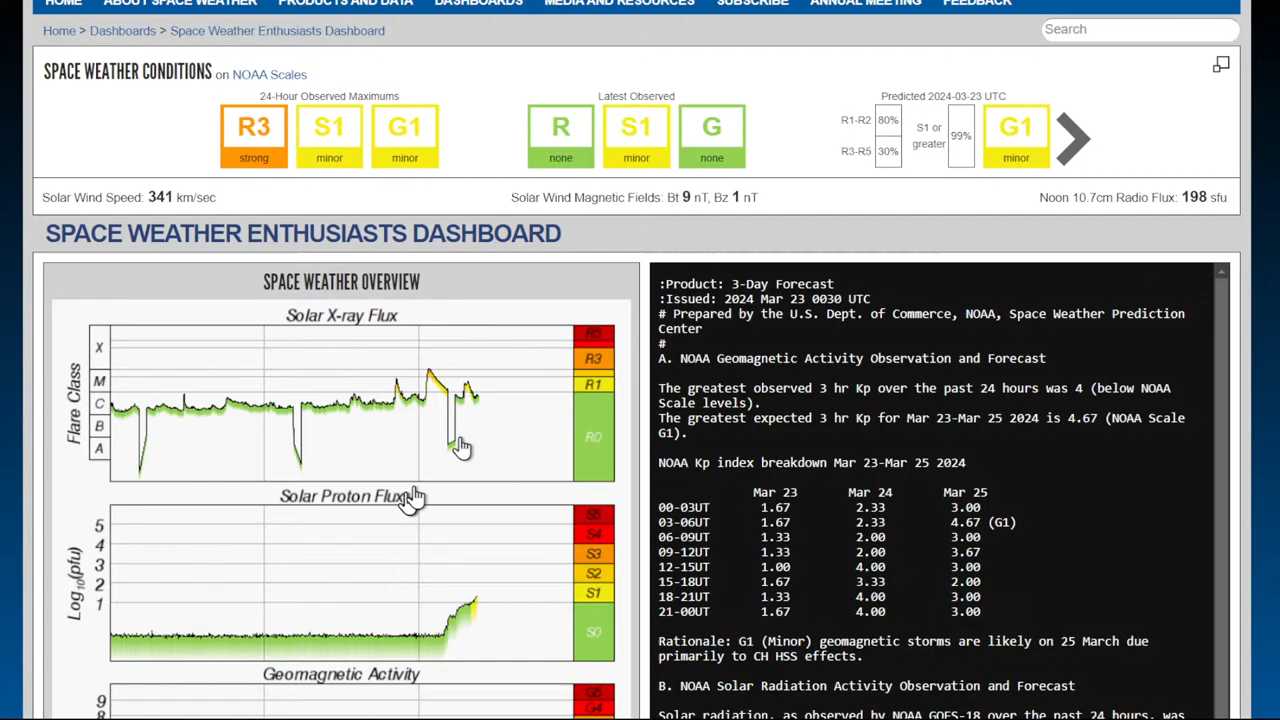 HOME ABOUT SPACE WEATHER PRODUCTS AND DATA DASHBOARDS MEDIA AND RESOURCES SUBSCRIBE ANNUAL MEETING FEEDBACK
Home > Dashboards > Space Weather Enthusiasts Dashboard
Search
SPACE WEATHER CONDITIONS on NOAA Scales
24-Hour Observed Maximums
R3 S1 G1
strong minor minor
Latest Observed
R S1 G
none minor none
Predicted 2024-03-23 UTC
R1-R2 80%
R3-R5 30%
S1 or
greater
99%
G1
minor
Solar Wind Speed: 341 km/sec
Solar Wind Magnetic Fields: Bt 9 nT, Bz 1 nT
Noon 10.7cm Radio Flux: 198 sfu
SPACE WEATHER ENTHUSIASTS DASHBOARD
SPACE WEATHER OVERVIEW
Solar X-ray Flux
Flare Class
X
M
C
B
A
R5
R3
R1
R0
Solar Proton Flux
Log10(pfu)
5
4
3
2
1
S5
S4
S3
S2
S1
S0
Geomagnetic Activity
9
8
G5
G4
:Product: 3-Day Forecast
:Issued: 2024 Mar 23 0030 UTC
# Prepared by the U.S. Dept. of Commerce, NOAA, Space Weather Prediction
Center
#
A. NOAA Geomagnetic Activity Observation and Forecast
The greatest observed 3 hr Kp over the past 24 hours was 4 (below NOAA
Scale levels).
The greatest expected 3 hr Kp for Mar 23-Mar 25 2024 is 4.67 (NOAA Scale
G1).
NOAA Kp index breakdown Mar 23-Mar 25 2024
Mar 23 Mar 24 Mar 25
00-03UT 1.67 2.33 3.00
03-06UT 1.67 2.33 4.67 (G1)
06-09UT 1.33 2.00 3.00
09-12UT 1.33 2.00 3.67
12-15UT 1.00 4.00 3.00
15-18UT 1.67 3.33 2.00
18-21UT 1.33 4.00 3.00
21-00UT 1.67 4.00 3.00
Rationale: G1 (Minor) geomagnetic storms are likely on 25 March due
primarily to CH HSS effects.
B. NOAA Solar Radiation Activity Observation and Forecast
Solar radiation, as observed by NOAA GOES-18 over the past 24 hours, was